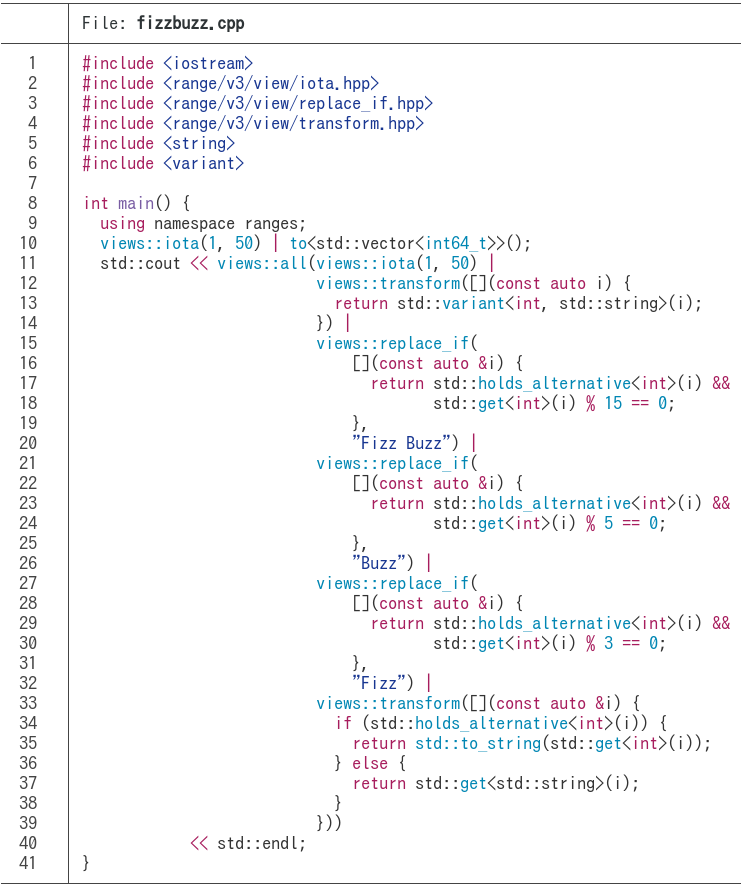 File: fizzbuzz.cpp
1 #include <iostream>
2 #include <range/v3/view/iota.hpp>
3 #include <range/v3/view/replace_if.hpp>
4 #include <range/v3/view/transform.hpp>
5 #include <string>
6 #include <variant>
7
8 int main() {
9   using namespace ranges;
10   views::iota(1, 50) | to<std::vector<int64_t>>();
11   std::cout << views::all(views::iota(1, 50) |
12                           views::transform([](const auto i) {
13                             return std::variant<int, std::string>(i);
14                           }) |
15                           views::replace_if(
16                               [](const auto &i) {
17                                 return std::holds_alternative<int>(i) &&
18                                        std::get<int>(i) % 15 == 0;
19                               },
20                               "Fizz Buzz") |
21                           views::replace_if(
22                               [](const auto &i) {
23                                 return std::holds_alternative<int>(i) &&
24                                        std::get<int>(i) % 5 == 0;
25                               },
26                               "Buzz") |
27                           views::replace_if(
28                               [](const auto &i) {
29                                 return std::holds_alternative<int>(i) &&
30                                        std::get<int>(i) % 3 == 0;
31                               },
32                               "Fizz") |
33                           views::transform([](const auto &i) {
34                             if (std::holds_alternative<int>(i)) {
35                               return std::to_string(std::get<int>(i));
36                             } else {
37                               return std::get<std::string>(i);
38                             }
39                           }))
40             << std::endl;
41 }